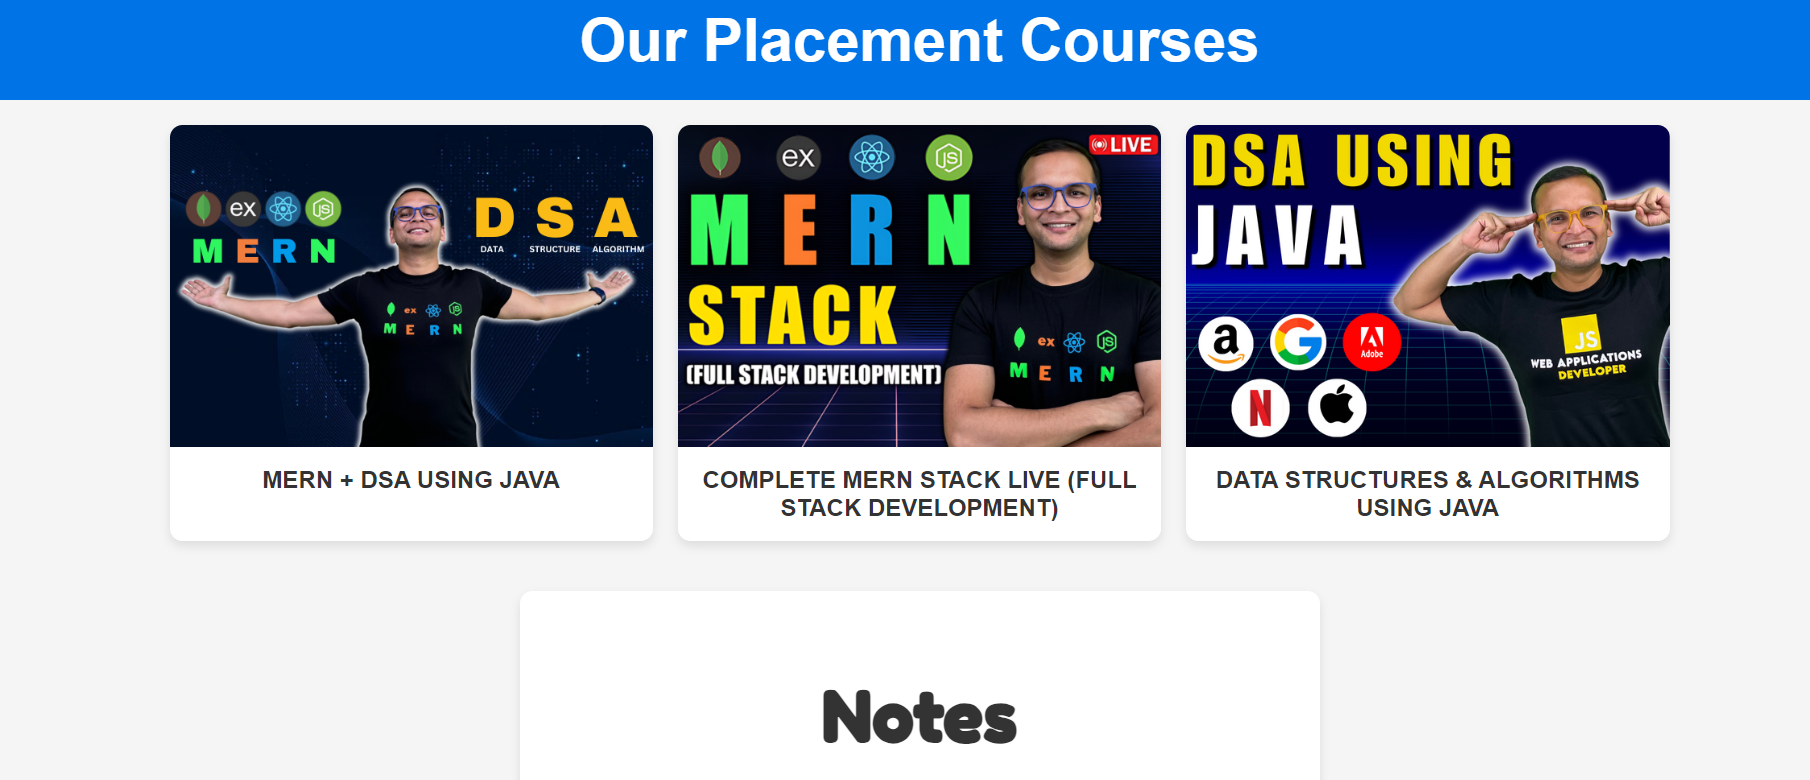 Our Placement Courses
ex
MERN
DSA
DATA STRUCTURE ALGORITHM
ex
MERN
MERN + DSA USING JAVA
ex
LIVE
MERN
STACK
(FULL STACK DEVELOPMENT)
ex
MERN
COMPLETE MERN STACK LIVE (FULL
STACK DEVELOPMENT)
DSA USING
JAVA
a
G
Adobe
N
JS
WEB APPLICATIONS
DEVELOPER
DATA STRUCTURES & ALGORITHMS
USING JAVA
Notes